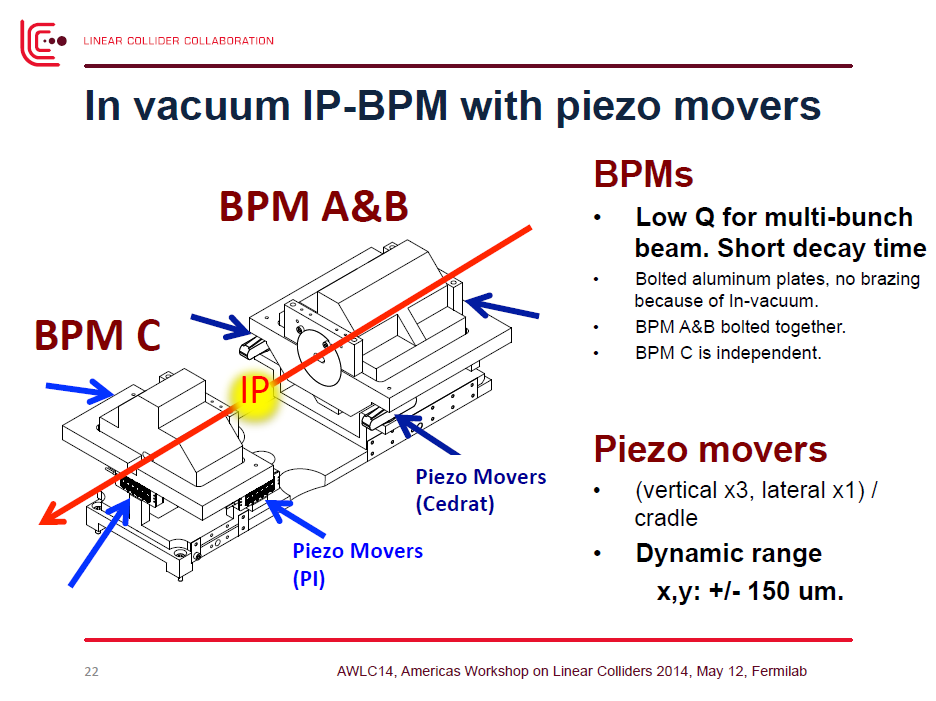 LINEAR COLLIDER COLLABORATION
In vacuum IP-BPM with piezo movers
BPM A&B
BPM C
IP
Piezo Movers
(Cedrat)
Piezo Movers
(PI)
BPMs
• Low Q for multi-bunch
beam. Short decay time
• Bolted aluminum plates, no brazing
because of In-vacuum.
• BPM A&B bolted together.
• BPM C is independent.
Piezo movers
• (vertical x3, lateral x1) /
cradle
• Dynamic range
x,y: +/- 150 um.
22
AWLC14, Americas Workshop on Linear Colliders 2014, May 12, Fermilab